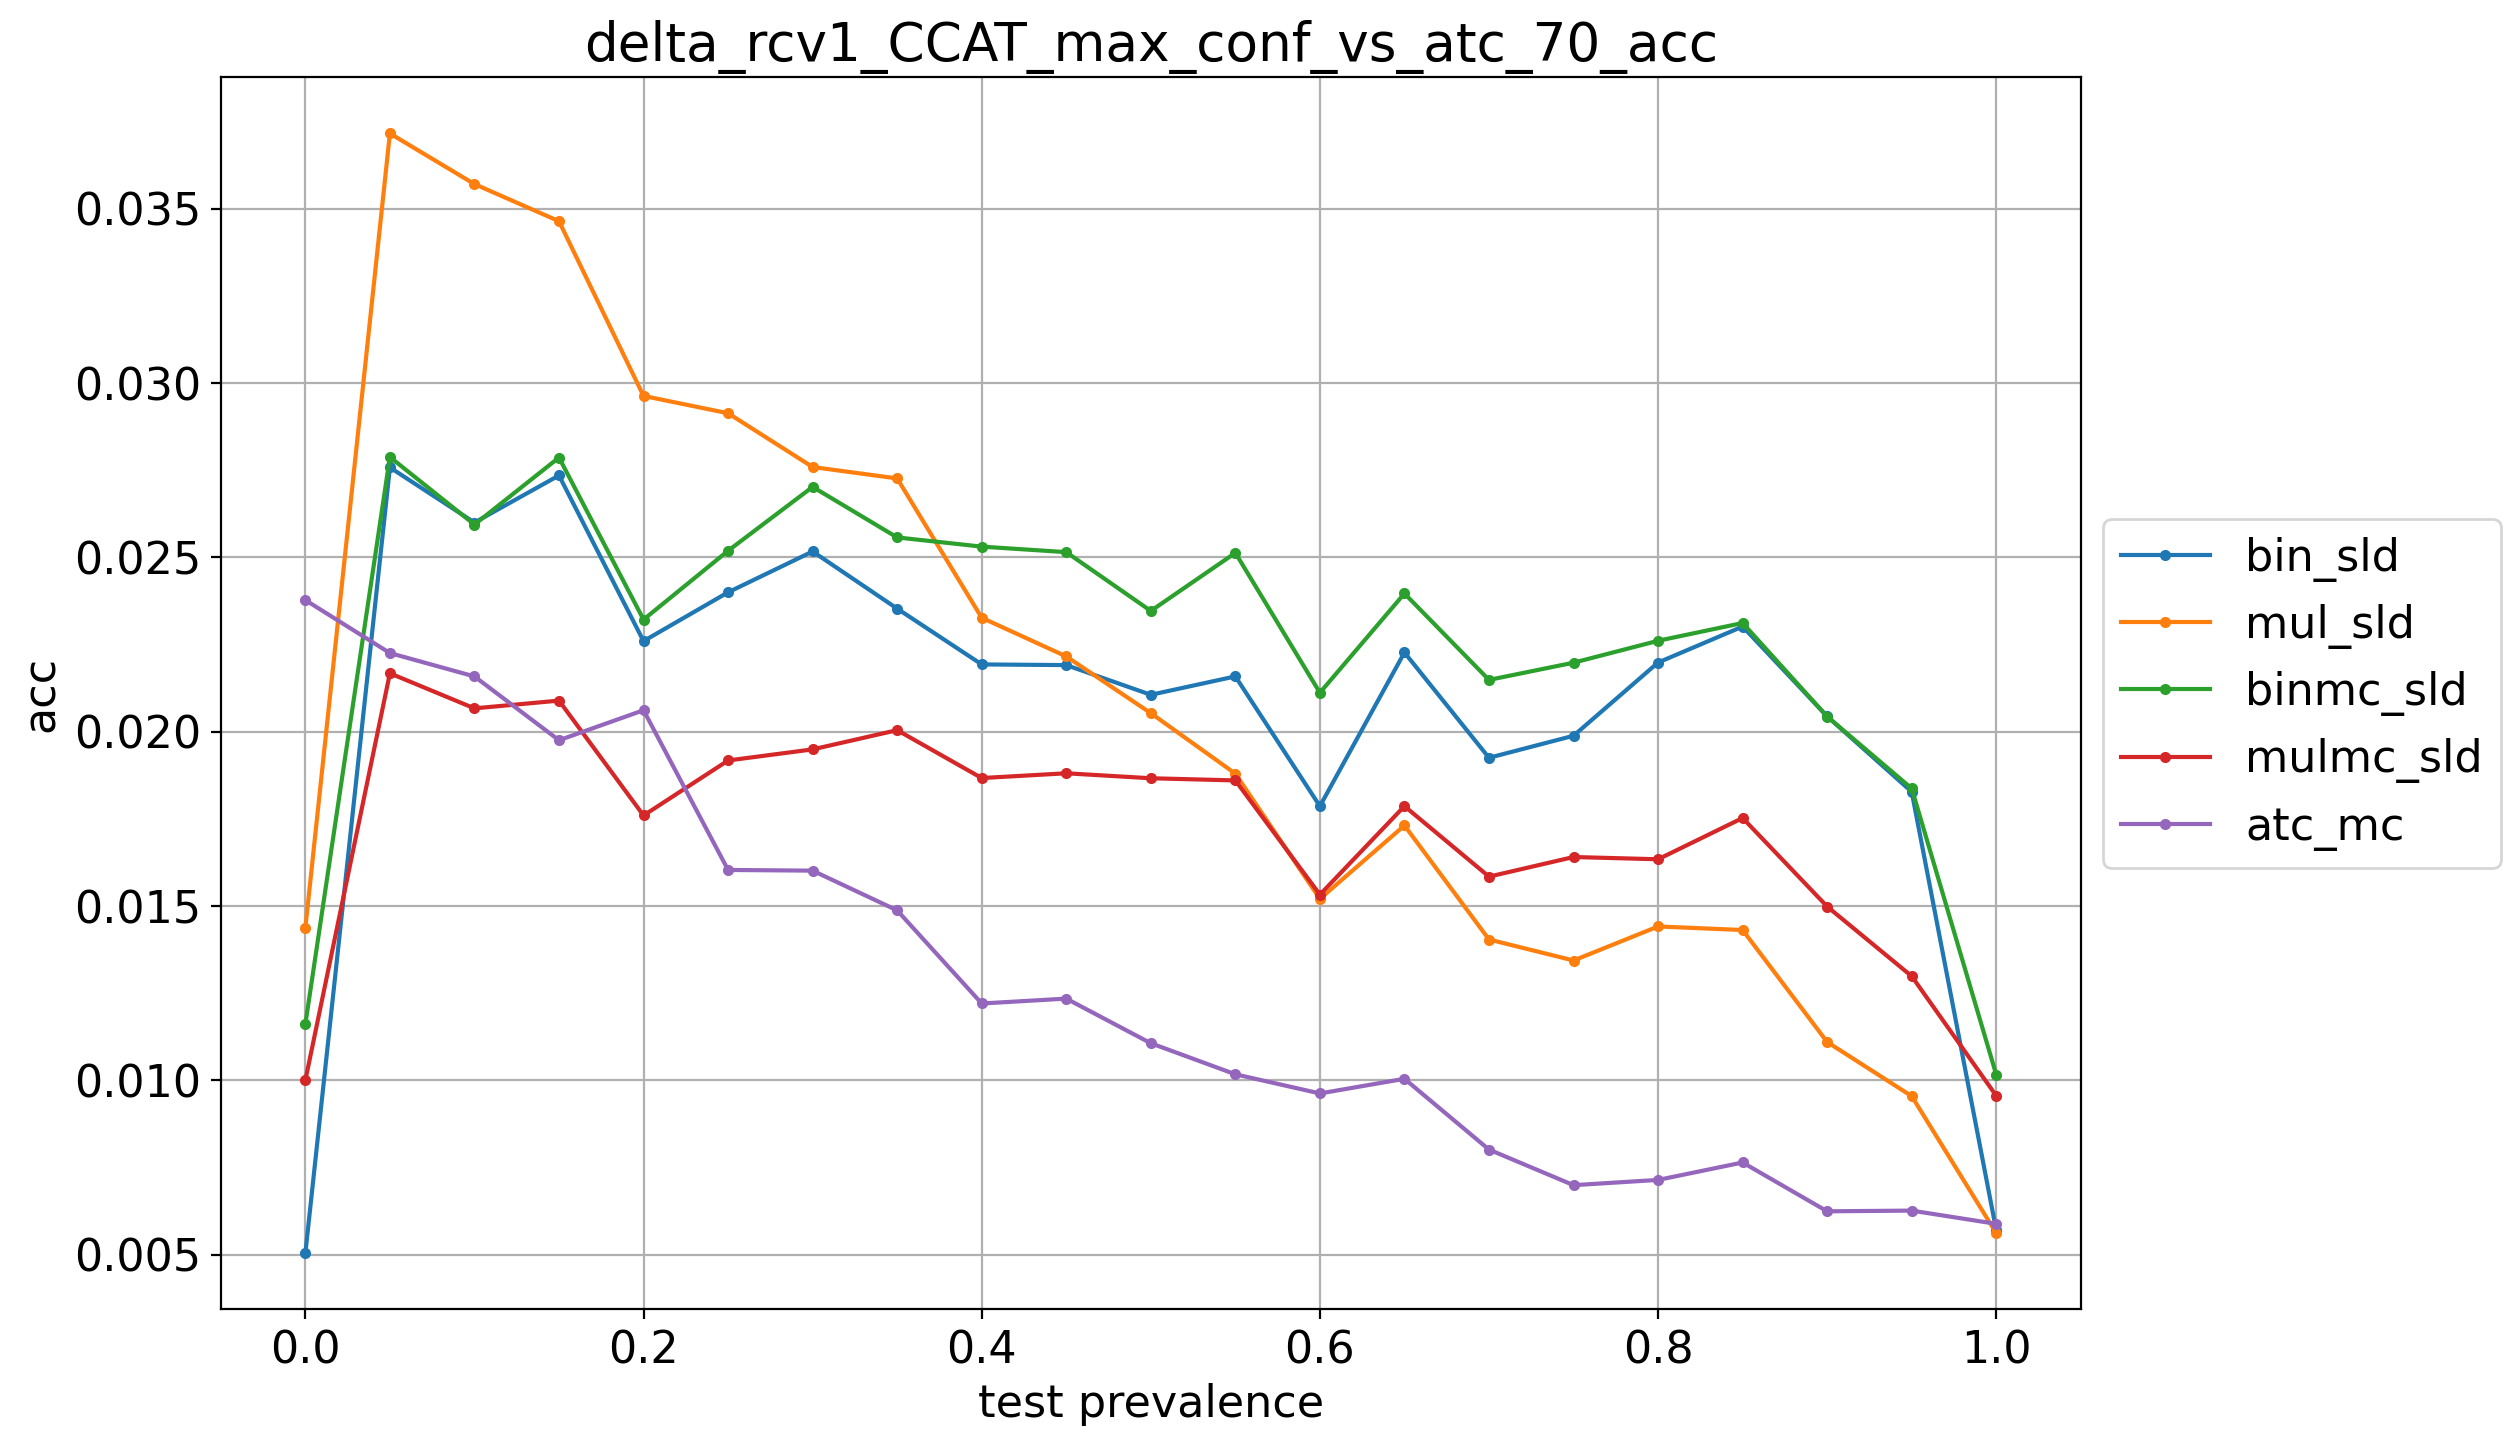 delta_rcv1_CCAT_max_conf_vs_atc_70_acc
acc
0.035
0.030
0.025
0.020
0.015
0.010
0.005
0.0 0.2 0.4 0.6 0.8 1.0
test prevalence
bin_sld
mul_sld
binmc_sld
mulmc_sld
atc_mc